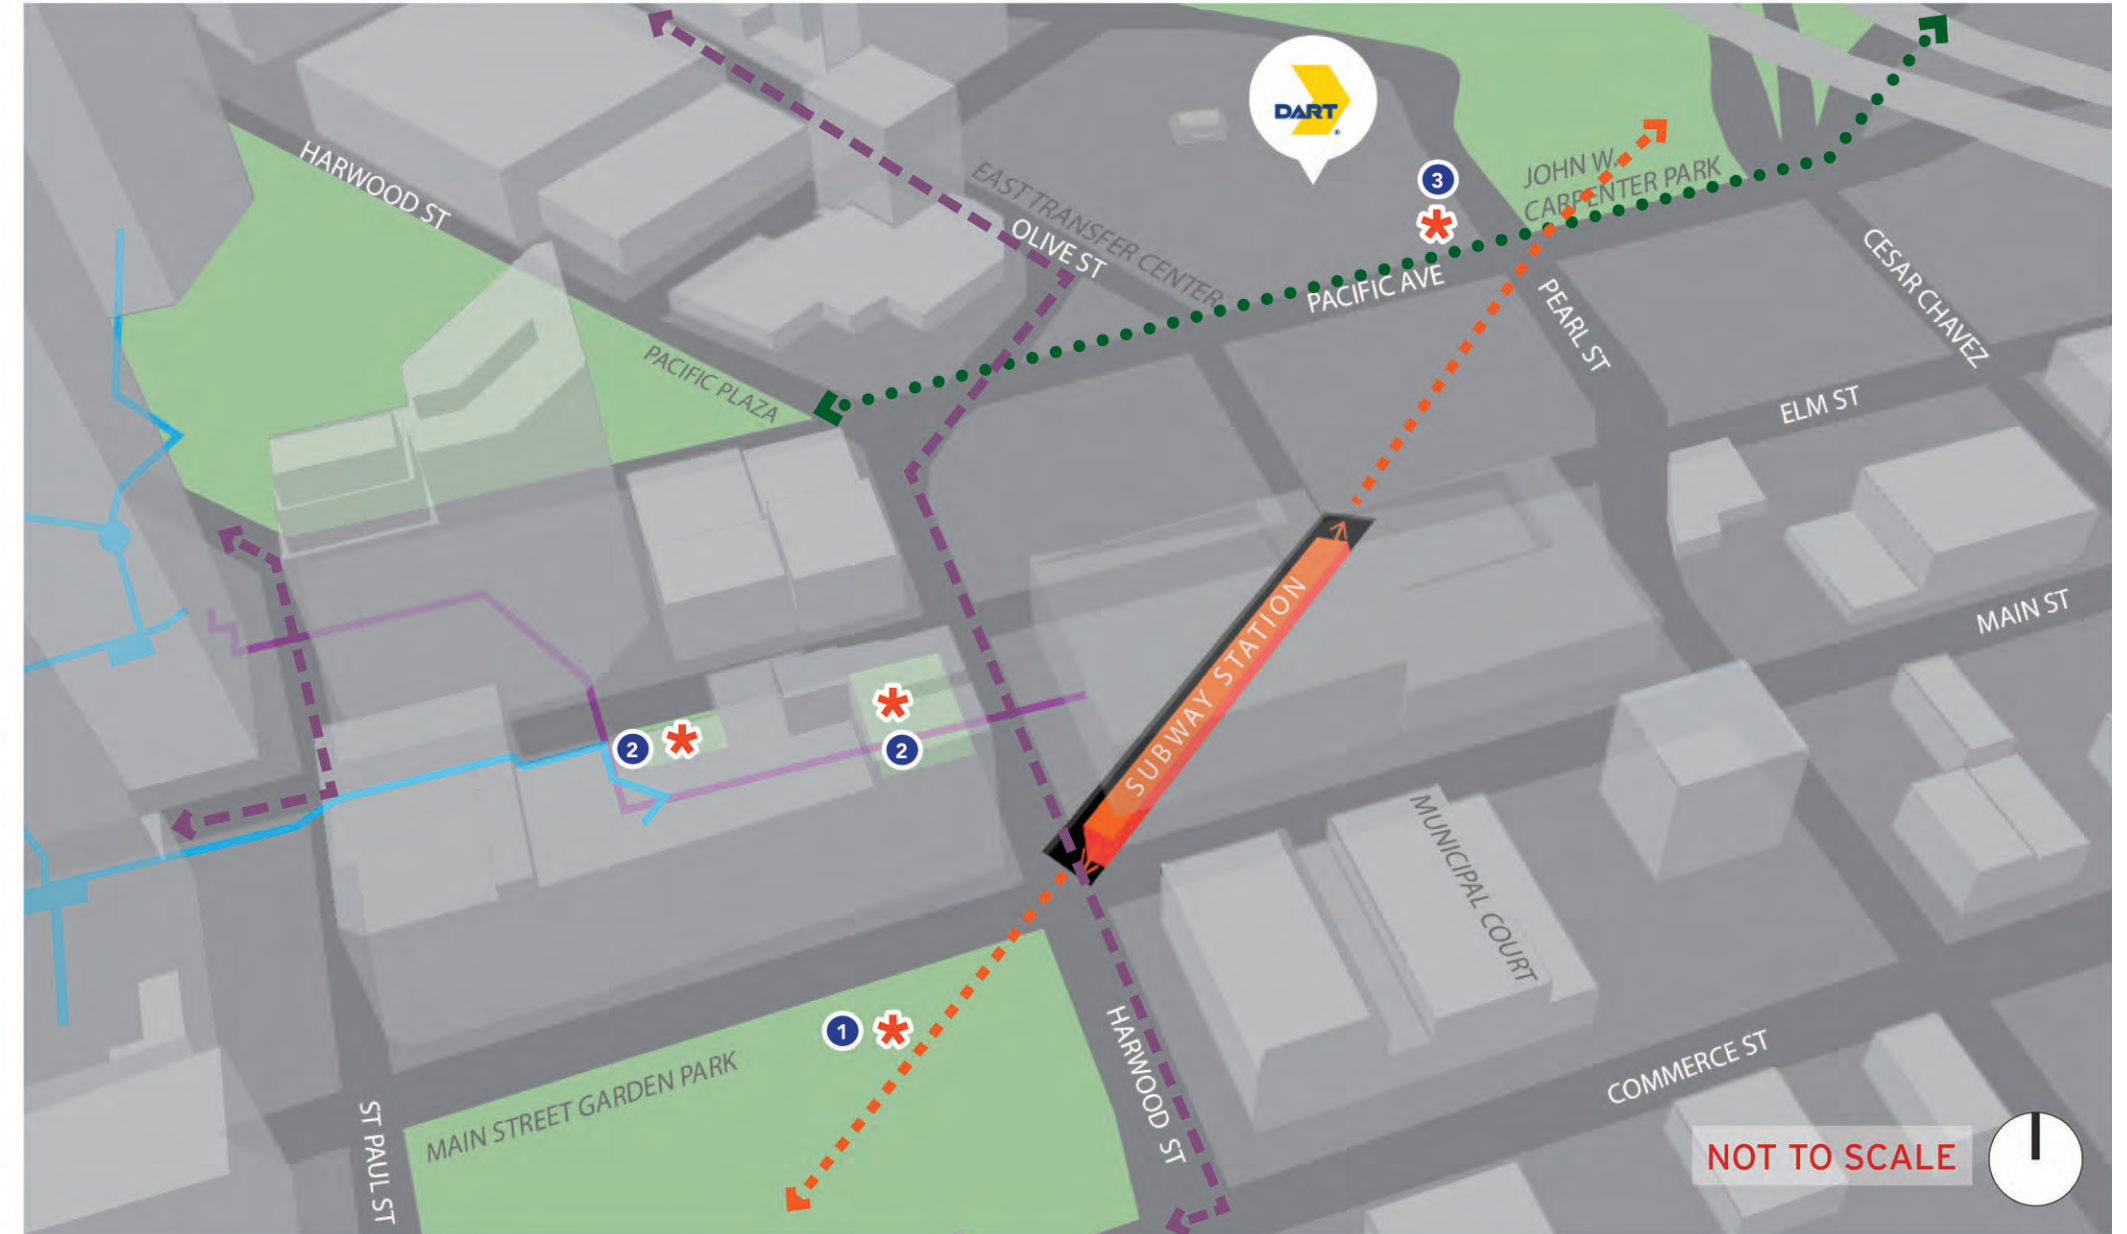 DART
®
3
JOHN W.
CARPENTER PARK
HARWOOD ST
EAST TRANSFER CENTER
OLIVE ST
CESAR CHAVEZ
PACIFIC AVE
PEARL ST
PACIFIC PLAZA
ELM ST
SUBWAY STATION
MAIN ST
2
2
MUNICIPAL COURT
1
HARWOOD ST
MAIN STREET GARDEN PARK
COMMERCE ST
ST PAUL ST
NOT TO SCALE